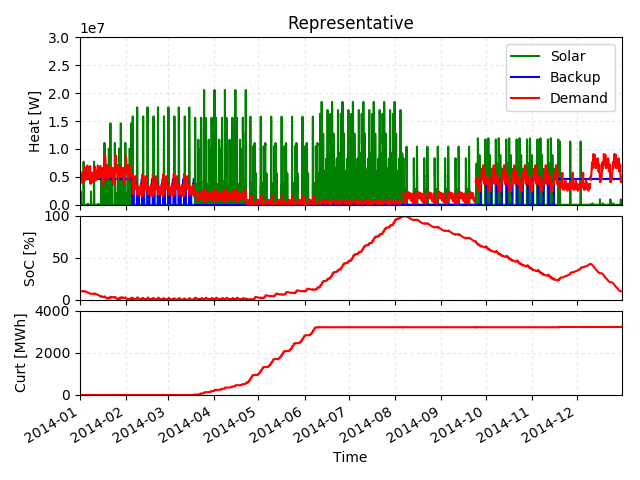 Representative
1e7
3.0
2.5
2.0
1.5
1.0
0.5
0.0
Heat [W]
Solar
Backup
Demand
100
50
0
SoC [%]
4000
2000
0
Curt [MWh]
2014-01
2014-02
2014-03
2014-04
2014-05
2014-06
2014-07
2014-08
2014-09
2014-10
2014-11
2014-12
Time